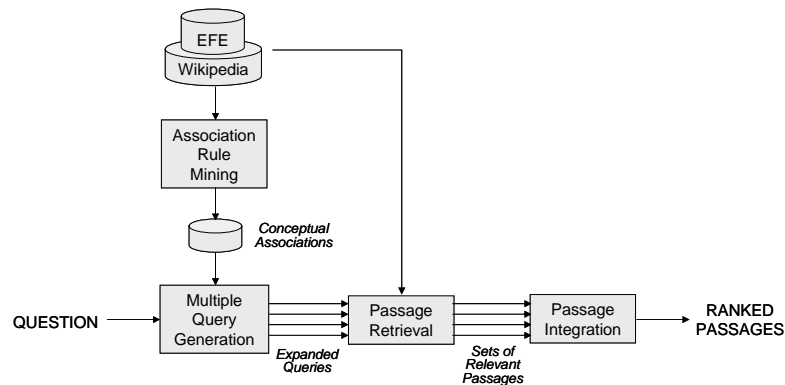 EFE
Wikipedia
Association
Rule
Mining
Conceptual
Associations
QUESTION
Multiple
Query
Generation
Expanded
Queries
Passage
Retrieval
Sets of
Relevant
Passages
Passage
Integration
RANKED
PASSAGES